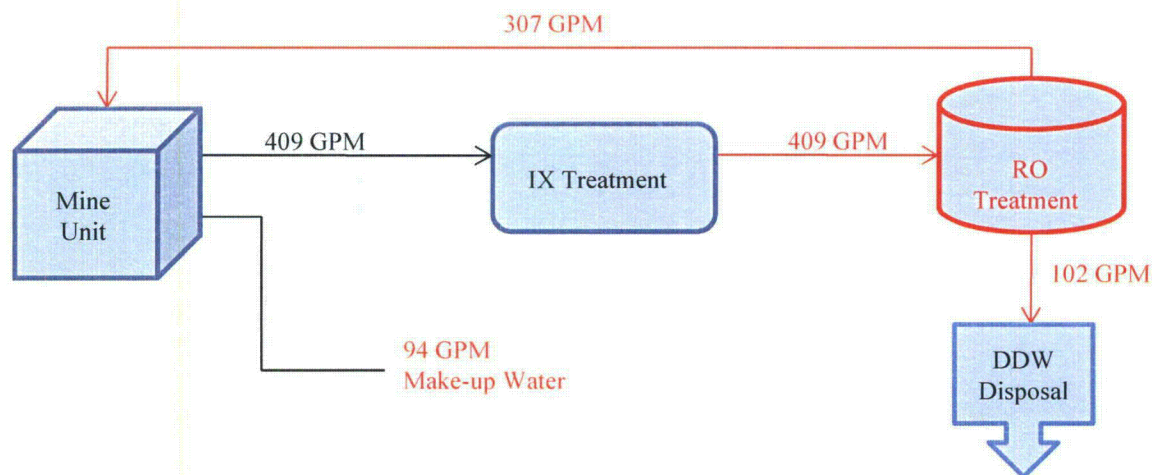 307 GPM
409 GPM
409 GPM
Mine
Unit
IX Treatment
RO
Treatment
102 GPM
94 GPM
Make-up Water
DDW
Disposal